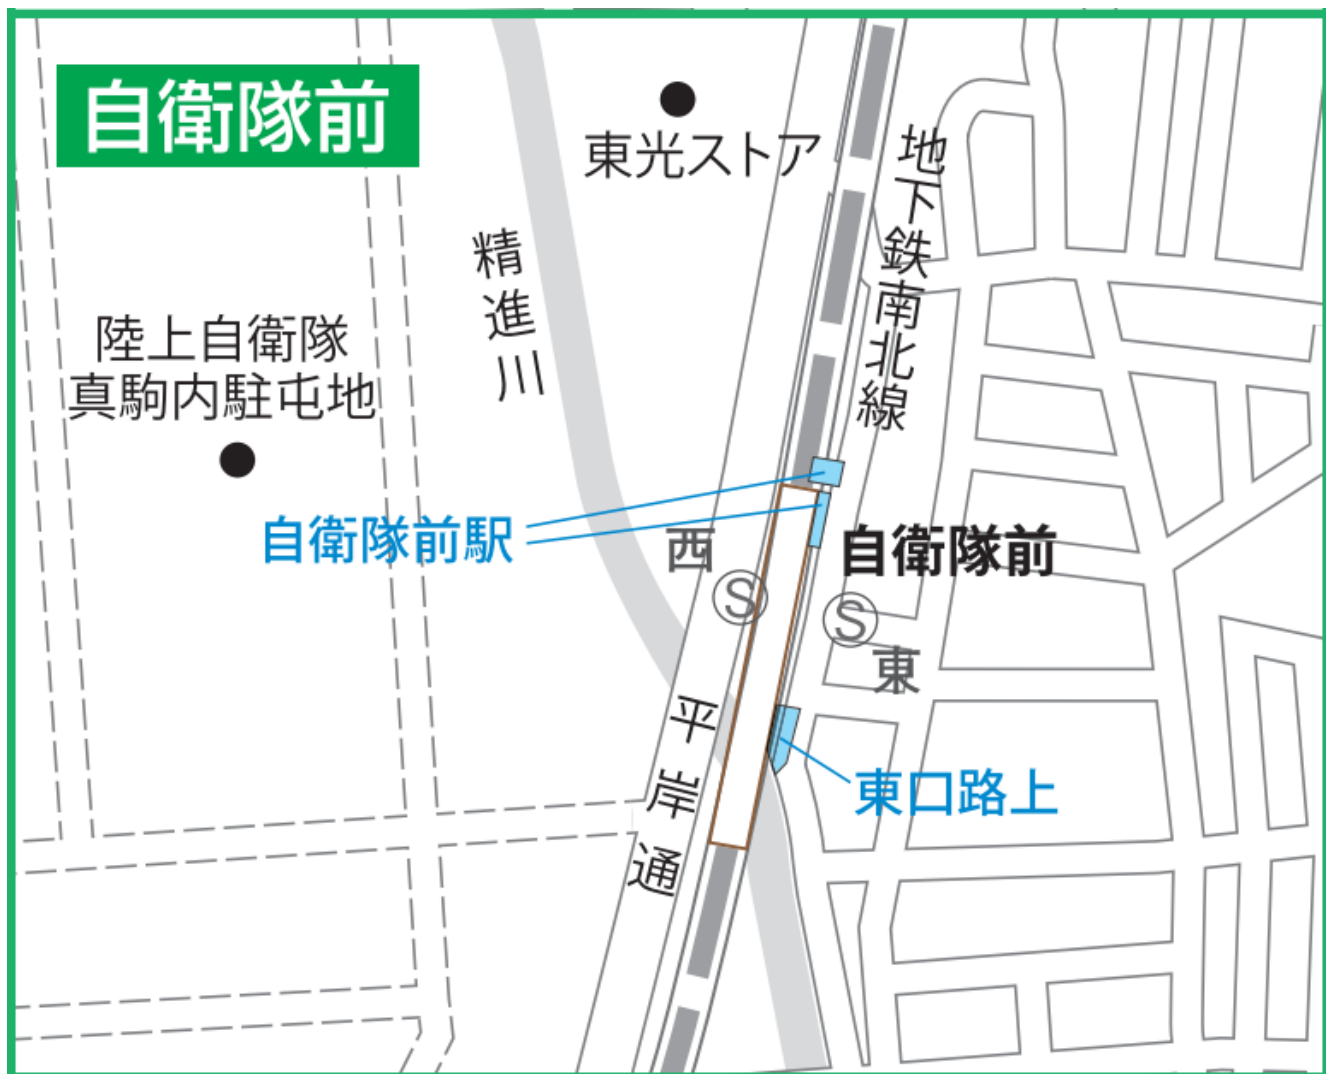 自衛隊前
東光ストア
地下鉄南北線
精進川
陸上自衛隊
真駒内駐屯地
自衛隊前駅
西
S
自衛隊前
S
東
平岸通
東口路上